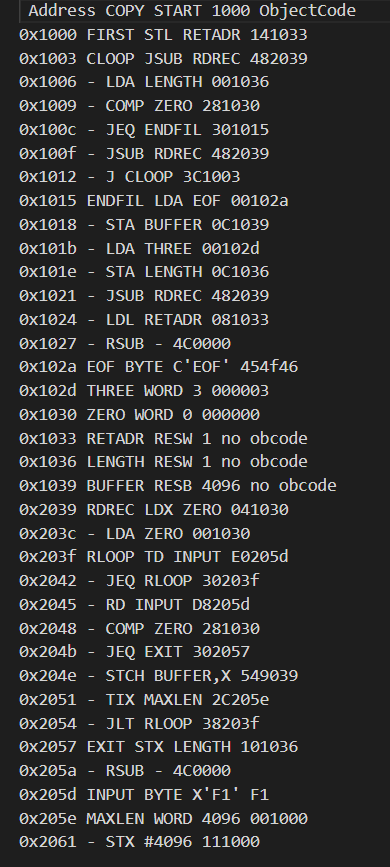 Address COPY START 1000 ObjectCode
0x1000 FIRST STL RETADR 141033
0x1003 CLOOP JSUB RDREC 482039
0x1006 - LDA LENGTH 001036
0x1009 - COMP ZERO 281030
0x100c - JEQ ENDFIL 301015
0x100f - JSUB RDREC 482039
0x1012 - J CLOOP 3C1003
0x1015 ENDFIL LDA EOF 00102a
0x1018 - STA BUFFER 0C1039
0x101b - LDA THREE 00102d
0x101e - STA LENGTH 0C1036
0x1021 - JSUB RDREC 482039
0x1024 - LDL RETADR 081033
0x1027 - RSUB - 4C0000
0x102a EOF BYTE C'EOF' 454f46
0x102d THREE WORD 3 000003
0x1030 ZERO WORD 0 000000
0x1033 RETADR RESW 1 no obcode
0x1036 LENGTH RESW 1 no obcode
0x1039 BUFFER RESB 4096 no obcode
0x2039 RDREC LDX ZERO 041030
0x203c - LDA ZERO 001030
0x203f RLOOP TD INPUT E0205d
0x2042 - JEQ RLOOP 30203f
0x2045 - RD INPUT D8205d
0x2048 - COMP ZERO 281030
0x204b - JEQ EXIT 302057
0x204e - STCH BUFFER,X 549039
0x2051 - TIX MAXLEN 2C205e
0x2054 - JLT RLOOP 38203f
0x2057 EXIT STX LENGTH 101036
0x205a - RSUB - 4C0000
0x205d INPUT BYTE X'F1' F1
0x205e MAXLEN WORD 4096 001000
0x2061 - STX #4096 111000